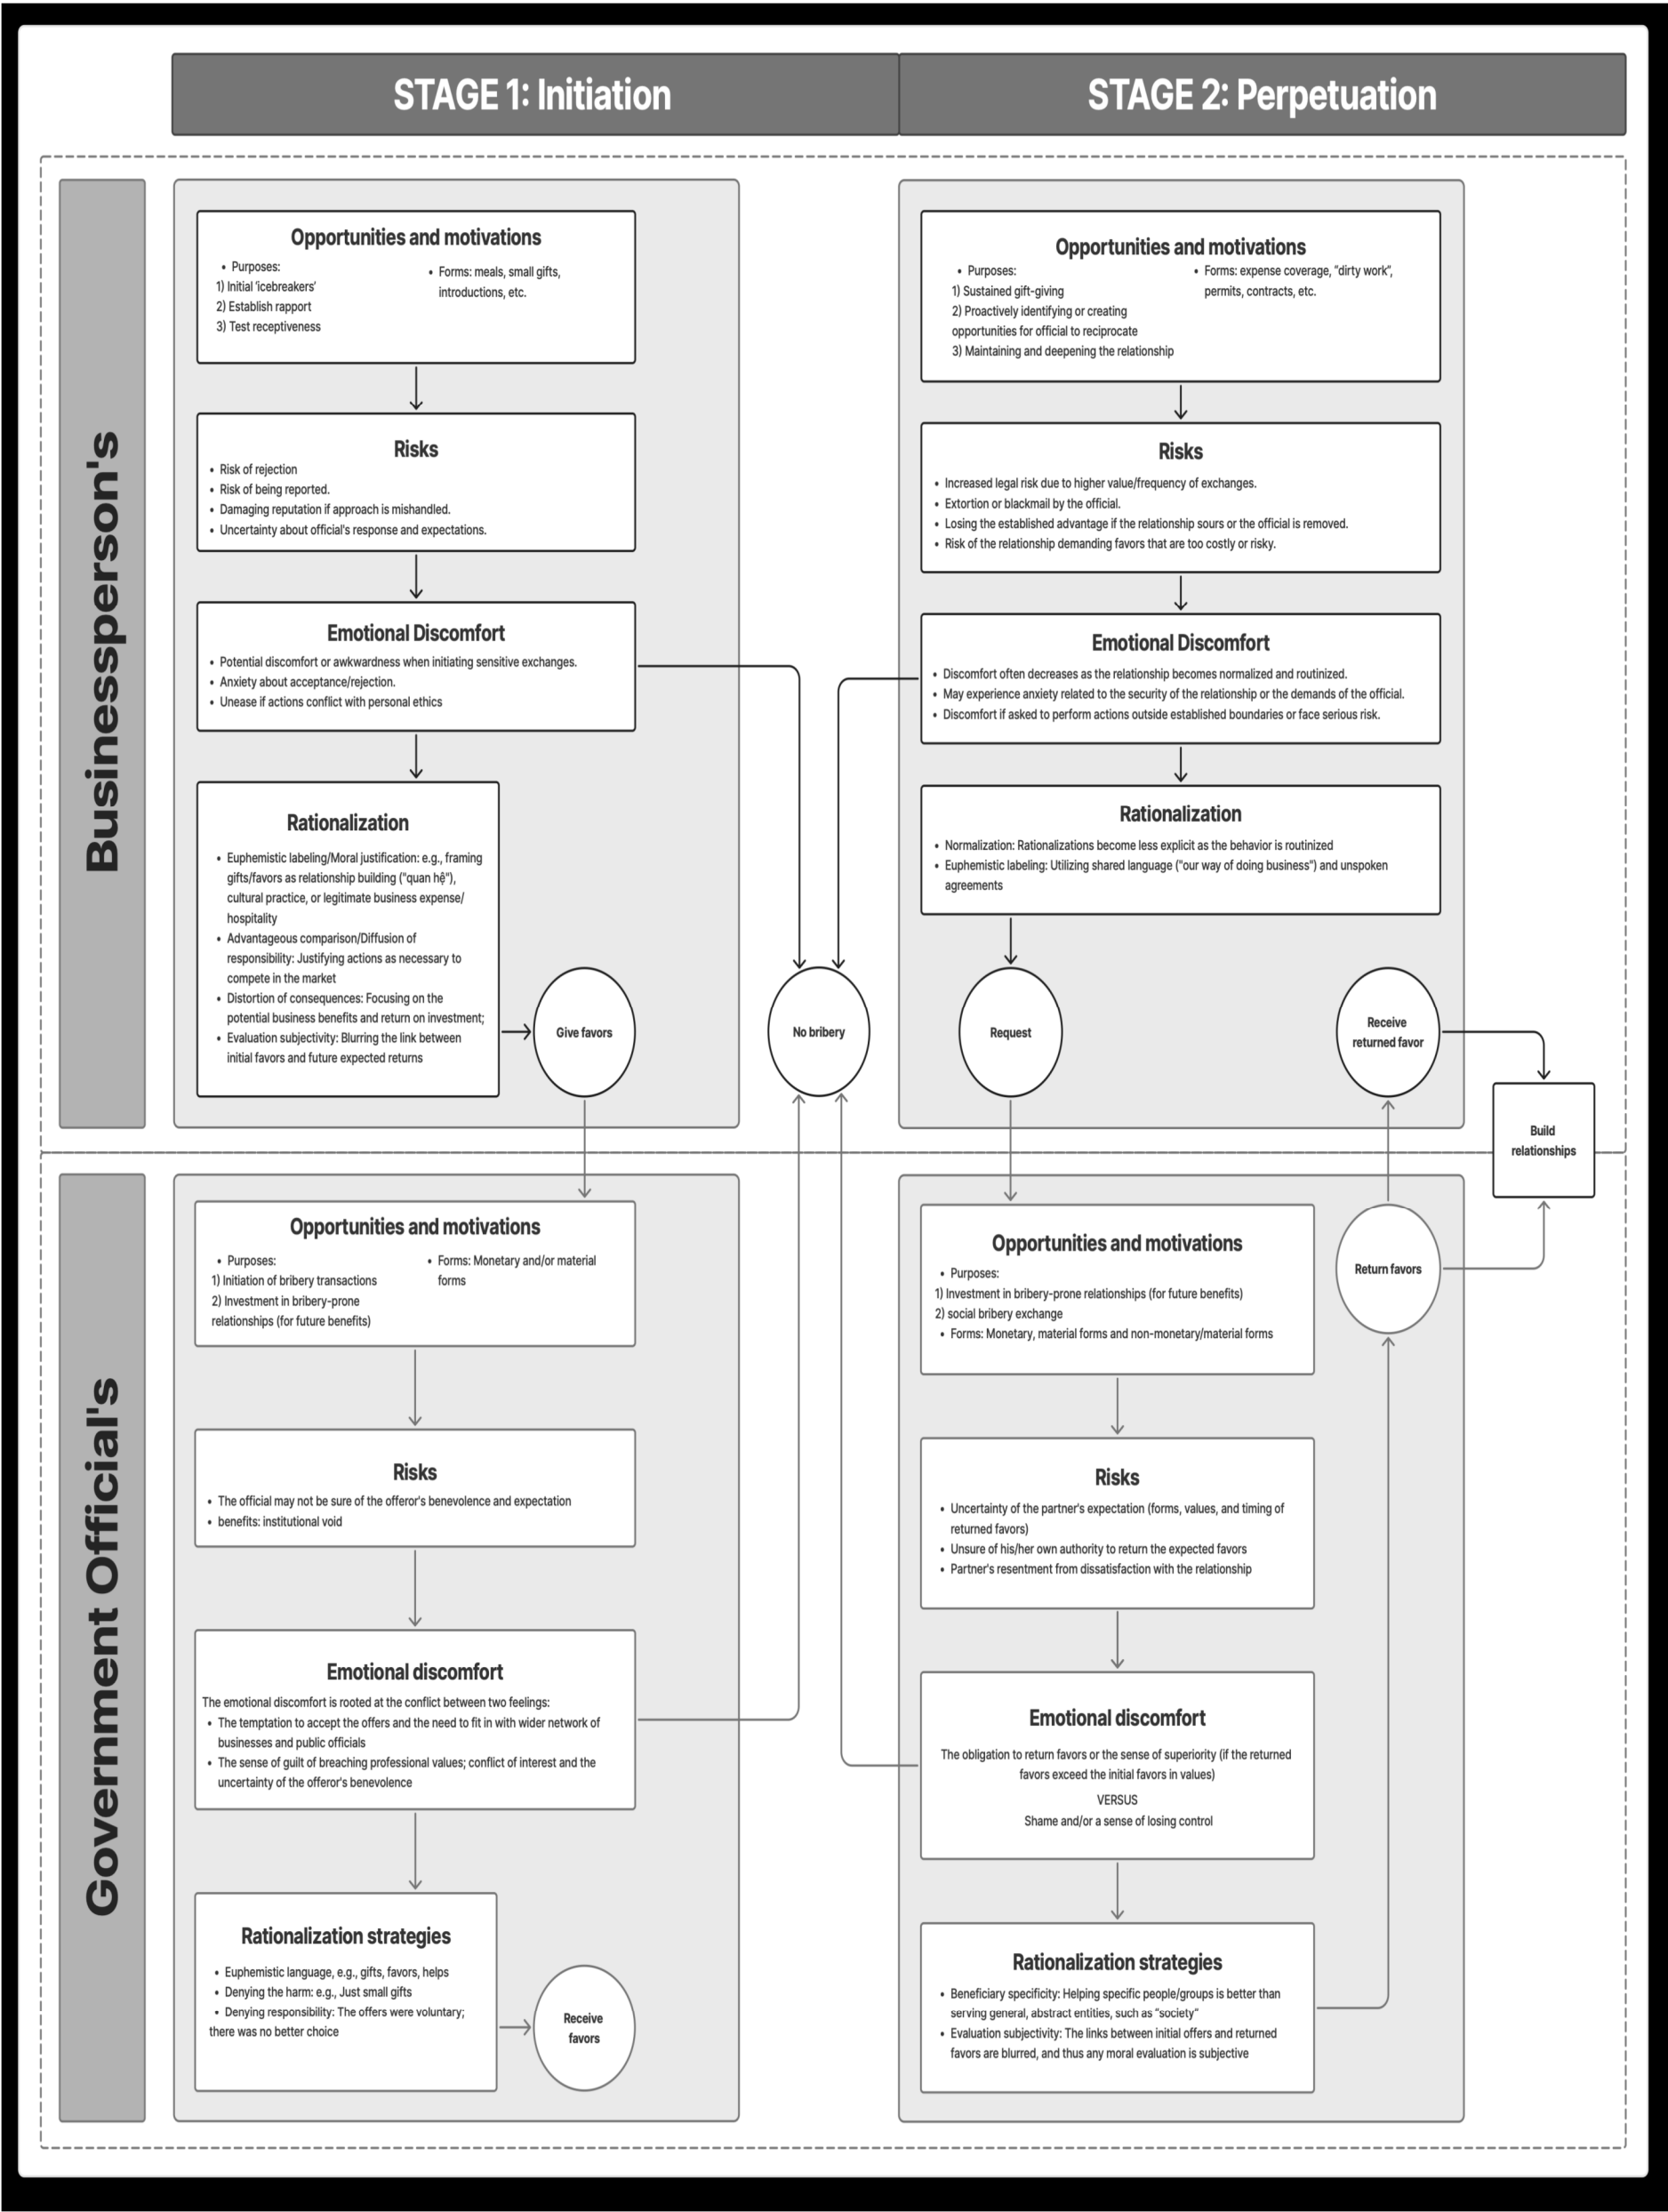 STAGE 1: Initiation
STAGE 2: Perpetuation
Businessperson's
Opportunities and motivations
• Purposes:
1) Initial ‘icebreakers’
2) Establish rapport
3) Test receptiveness
• Forms: meals, small gifts,
introductions, etc.
Risks
• Risk of rejection
• Risk of being reported.
• Damaging reputation if approach is mishandled.
• Uncertainty about official's response and expectations.
Emotional Discomfort
• Potential discomfort or awkwardness when initiating sensitive exchanges.
• Anxiety about acceptance/rejection.
• Unease if actions conflict with personal ethics
Rationalization
• Euphemistic labeling/Moral justification: e.g., framing
gifts/favors as relationship building ("quan hệ"),
cultural practice, or legitimate business expense/
hospitality
• Advantageous comparison/Diffusion of
responsibility: Justifying actions as necessary to
compete in the market
• Distortion of consequences: Focusing on the
potential business benefits and return on investment;
• Evaluation subjectivity: Blurring the link between
initial favors and future expected returns
Give favors
No bribery
Opportunities and motivations
• Purposes:
1) Sustained gift-giving
2) Proactively identifying or creating
opportunities for official to reciprocate
3) Maintaining and deepening the relationship
• Forms: expense coverage, "dirty work",
permits, contracts, etc.
Risks
• Increased legal risk due to higher value/frequency of exchanges.
• Extortion or blackmail by the official.
• Losing the established advantage if the relationship sours or the official is removed.
• Risk of the relationship demanding favors that are too costly or risky.
Emotional Discomfort
• Discomfort often decreases as the relationship becomes normalized and routinized.
• May experience anxiety related to the security of the relationship or the demands of the official.
• Discomfort if asked to perform actions outside established boundaries or face serious risk.
Rationalization
• Normalization: Rationalizations become less explicit as the behavior is routinized
• Euphemistic labeling: Utilizing shared language ("our way of doing business") and unspoken
agreements
Request
Receive
returned favor
Build
relationships
Government Official's
Opportunities and motivations
• Purposes:
1) Initiation of bribery transactions
2) Investment in bribery-prone
relationships (for future benefits)
• Forms: Monetary and/or material
forms
Risks
• The official may not be sure of the offeror's benevolence and expectation
• benefits: institutional void
Emotional discomfort
The emotional discomfort is rooted at the conflict between two feelings:
• The temptation to accept the offers and the need to fit in with wider network of
businesses and public officials
• The sense of guilt of breaching professional values; conflict of interest and the
uncertainty of the offeror's benevolence
Rationalization strategies
• Euphemistic language, e.g., gifts, favors, helps
• Denying the harm: e.g., Just small gifts
• Denying responsibility: The offers were voluntary;
there was no better choice
Receive
favors
Opportunities and motivations
• Purposes:
1) Investment in bribery-prone relationships (for future benefits)
2) social bribery exchange
• Forms: Monetary, material forms and non-monetary/material forms
Return favors
Risks
• Uncertainty of the partner's expectation (forms, values, and timing of
returned favors)
• Unsure of his/her own authority to return the expected favors
• Partner's resentment from dissatisfaction with the relationship
Emotional discomfort
The obligation to return favors or the sense of superiority (if the returned
favors exceed the initial favors in values)
VERSUS
Shame and/or a sense of losing control
Rationalization strategies
• Beneficiary specificity: Helping specific people/groups is better than
serving general, abstract entities, such as "society"
• Evaluation subjectivity: The links between initial offers and returned
favors are blurred, and thus any moral evaluation is subjective